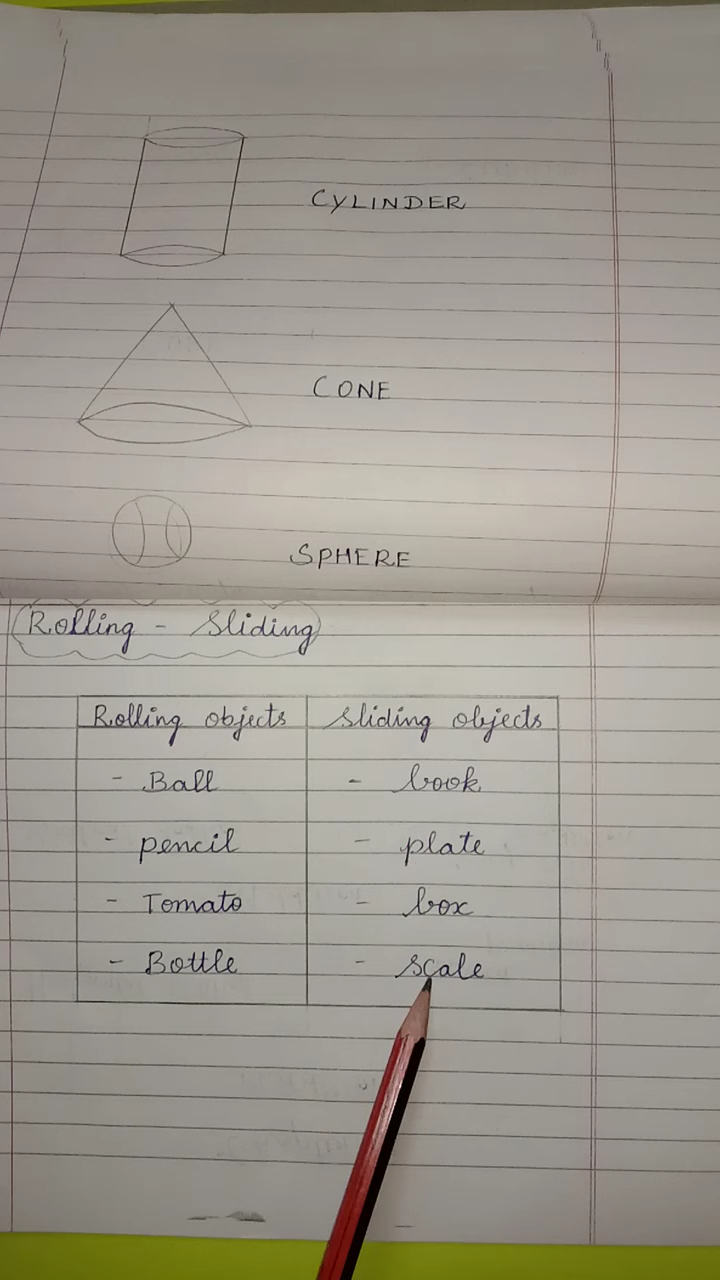 CYLINDER
CONE
SPHERE
Rolling - Sliding
Rolling objects Sliding objects
- Ball - book
- pencil - plate
- Tomato - box
- Bottle - scale